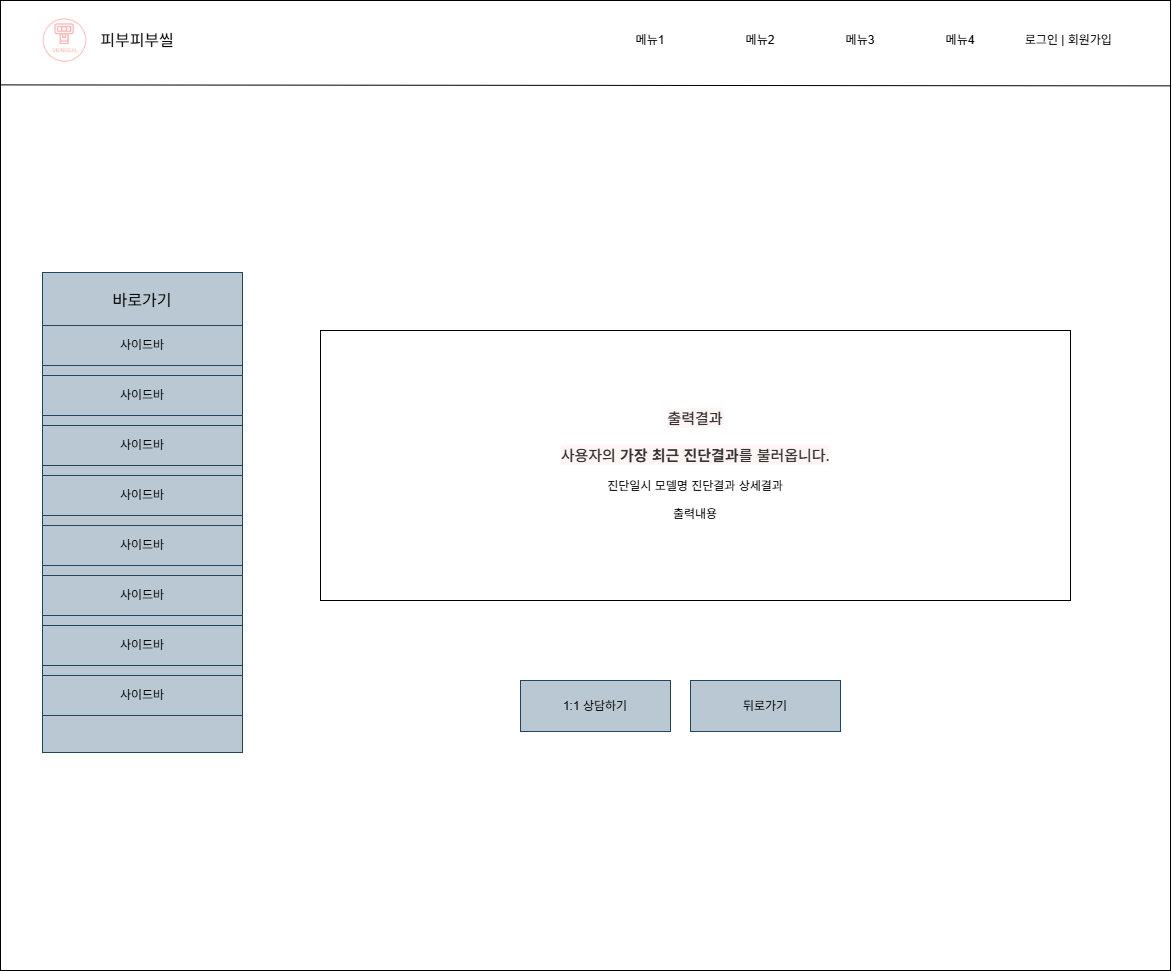 피부피부씰
메뉴1 메뉴2 메뉴3 메뉴4 로그인 | 회원가입
바로가기
사이드바
사이드바
사이드바
사이드바
사이드바
사이드바
사이드바
사이드바
출력결과
사용자의 가장 최근 진단결과를 불러옵니다.
진단일시 모델명 진단결과 상세결과
출력내용
1:1 상담하기
뒤로가기